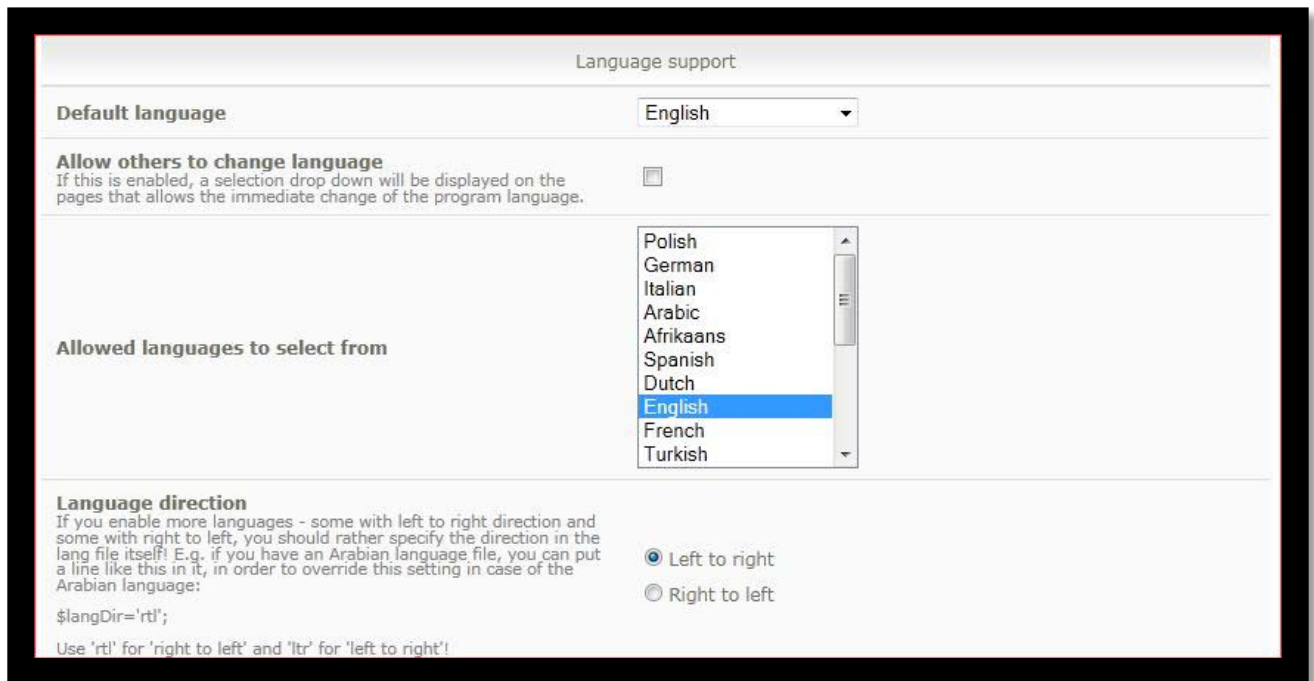 Language support
Default language
English
Allow others to change language
If this is enabled, a selection drop down will be displayed on the
pages that allows the immediate change of the program language.
Allowed languages to select from
Polish
German
Italian
Arabic
Afrikaans
Spanish
Dutch
English
French
Turkish
Language direction
If you enable more languages - some with left to right direction and
some with right to left, you should rather specify the direction in the
lang file itself! E.g. if you have an Arabian language file, you can put
a line like this in it, in order to override this setting in case of the
Arabian language:
$langDir='rtl';
Use 'rtl' for 'right to left' and 'ltr' for 'left to right'!
Left to right
Right to left